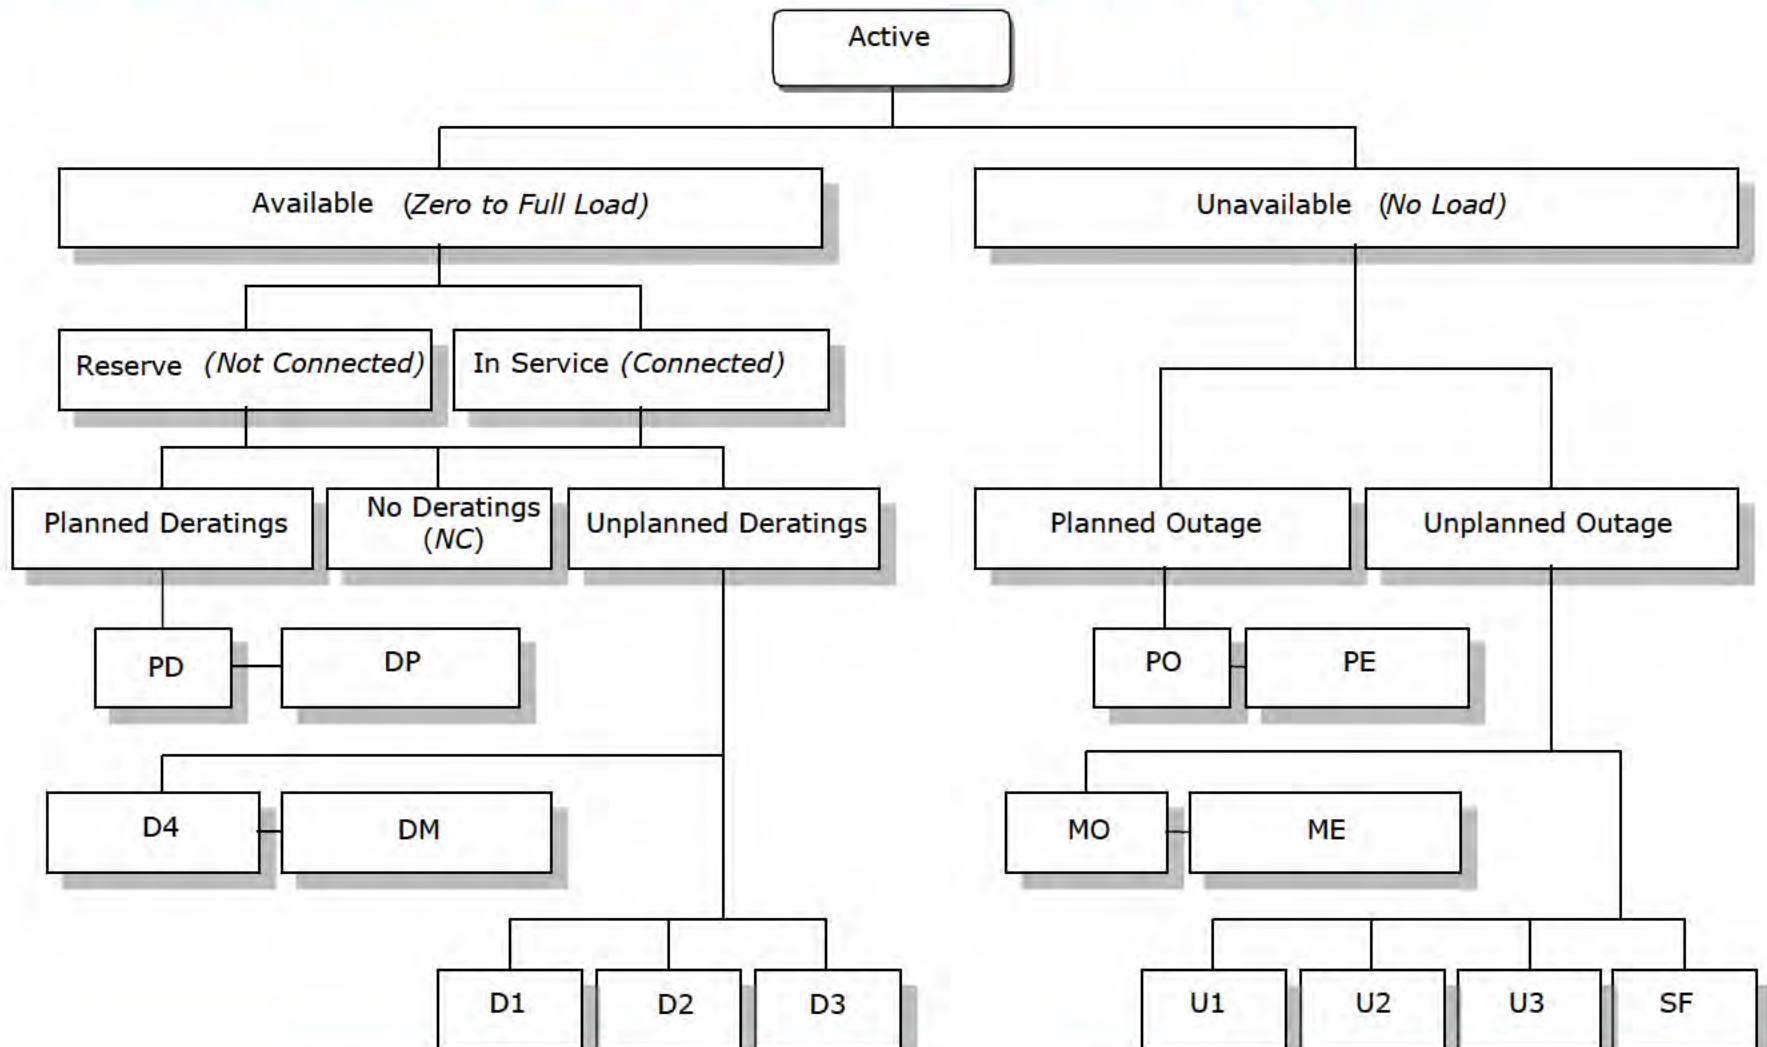 Active
Available (Zero to Full Load)
Unavailable (No Load)
Reserve (Not Connected)
In Service (Connected)
Planned Deratings
No Deratings
(NC)
Unplanned Deratings
Planned Outage
Unplanned Outage
PD
DP
PO
PE
D4
DM
MO
ME
D1
D2
D3
U1
U2
U3
SF